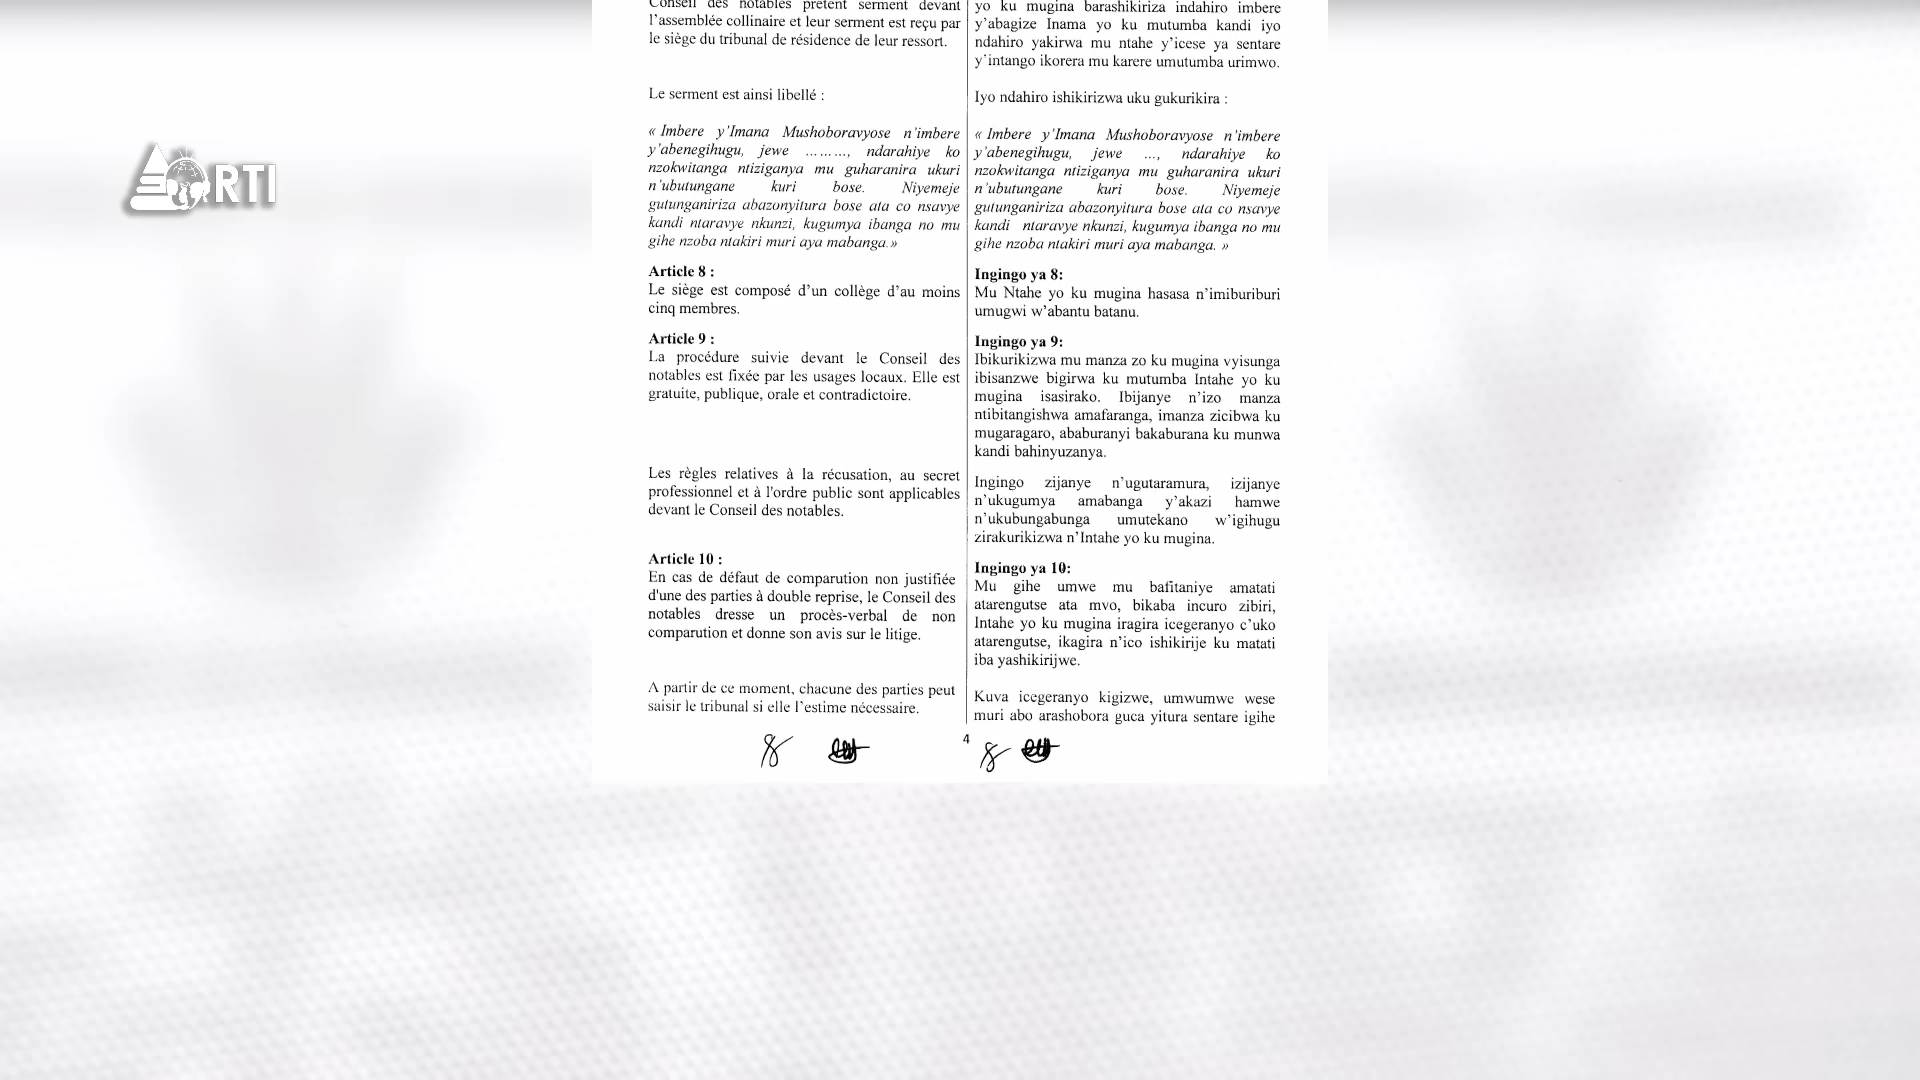 RTI
Conseil des notables prêtent serment devant
l’assemblée collinaire et leur serment est reçu par
le siège du tribunal de résidence de leur ressort.
Le serment est ainsi libellé :
« Imbere y’Imana Mushoboravyose n’imbere
y’abenegihugu, jewe ………, ndarahiye ko
nzokwitanga ntiziganya mu guharanira ukuri
n’ubutungane kuri bose. Niyemeje
gutunganiriza abazonyitura bose ata co nsavye
kandi ntaravye nkunzi, kugumya ibanga no mu
gihe nzoba ntakiri muri aya mabanga.»
Article 8 :
Le siège est composé d’un collège d’au moins
cinq membres.
Article 9 :
La procédure suivie devant le Conseil des
notables est fixée par les usages locaux. Elle est
gratuite, publique, orale et contradictoire.
Les règles relatives à la récusation, au secret
professionnel et à l'ordre public sont applicables
devant le Conseil des notables.
Article 10 :
En cas de défaut de comparution non justifiée
d'une des parties à double reprise, le Conseil des
notables dresse un procès-verbal de non
comparution et donne son avis sur le litige.
A partir de ce moment, chacune des parties peut
saisir le tribunal si elle l’estime nécessaire.
yo ku mugina barashikiriza indahiro imbere
y’abagize Inama yo ku mutumba kandi iyo
ndahiro yakirwa mu ntahe y’icese ya sentare
y’intango ikorera mu karere umutumba urimwo.
Iyo ndahiro ishikirizwa uku gukurikira :
« Imbere y’Imana Mushoboravyose n’imbere
y’abenegihugu, jewe …, ndarahiye ko
nzokwitanga ntiziganya mu guharanira ukuri
n’ubutungane kuri bose. Niyemeje
gutunganiriza abazonyitura bose ata co nsavye
kandi ntaravye nkunzi, kugumya ibanga no mu
gihe nzoba ntakiri muri aya mabanga. »
Ingingo ya 8:
Mu Ntahe yo ku mugina hasasa n’imiburiburi
umugwi w’abantu batanu.
Ingingo ya 9:
Ibikurikizwa mu manza zo ku mugina vyisunga
ibisanzwe bigirwa ku mutumba Intahe yo ku
mugina isasirako. Ibijanye n’izo manza
ntibitangishwa amafaranga, imanza zicibwa ku
mugaragaro, ababuranyi bakaburana ku munwa
kandi bahinyuzanya.
Ingingo zijanye n’ugutaramura, izijanye
n’ukugumya amabanga y’akazi hamwe
n’ukubungabunga umutekano w’igihugu
zirakurikizwa n’Intahe yo ku mugina.
Ingingo ya 10:
Mu gihe umwe mu bafitaniye amatati
atarengutse ata mvo, bikaba incuro zibiri,
Intahe yo ku mugina iragira icegeranyo c’uko
atarengutse, ikagira n’ico ishikirije ku matati
iba yashikirijwe.
Kuva icegeranyo kigizwe, umwumwe wese
muri abo arashobora guca yitura sentare igihe
4